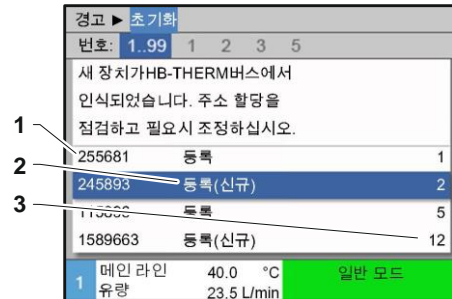 경고 ▶ 초기화
번호: 1..99 1 2 3 5
새 장치가HB-THERM버스에서
인식되었습니다. 주소 할당을
점검하고 필요시 조정하십시오.
1
255681 등록 1
2
245893 등록(신규) 2
3
등록 5
1589663 등록(신규) 12
1 메인 라인 40.0 °C 일반 모드
유량 23.5 L/min